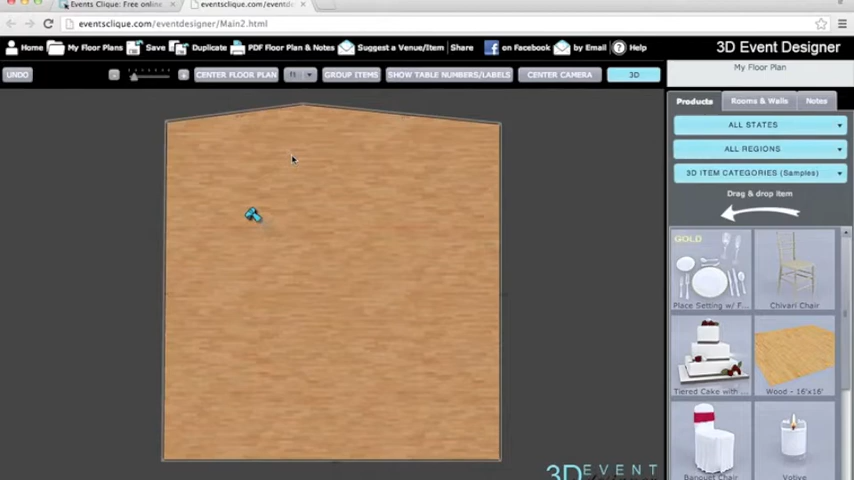 Events Clique: Free online
eventsclique.com/eventde
eventsclique.com/eventdesigner/Main2.html
Home
My Floor Plans
Save
Duplicate
PDF Floor Plan & Notes
Suggest a Venue/Item
Share
on Facebook
by Email
Help
3D Event Designer
UNDO
CENTER FLOOR PLAN
GROUP ITEMS
SHOW TABLE NUMBERS/LABELS
CENTER CAMERA
3D
My Floor Plan
Products
Rooms & Walls
Notes
ALL STATES
ALL REGIONS
3D ITEM CATEGORIES (Samples)
Drag & drop item
GOLD
Place Setting w/ F...
Chivari Chair
Tiered Cake with ...
Wood - 16'x16'
Banquet Chair
Votive
3D EVENT
designer